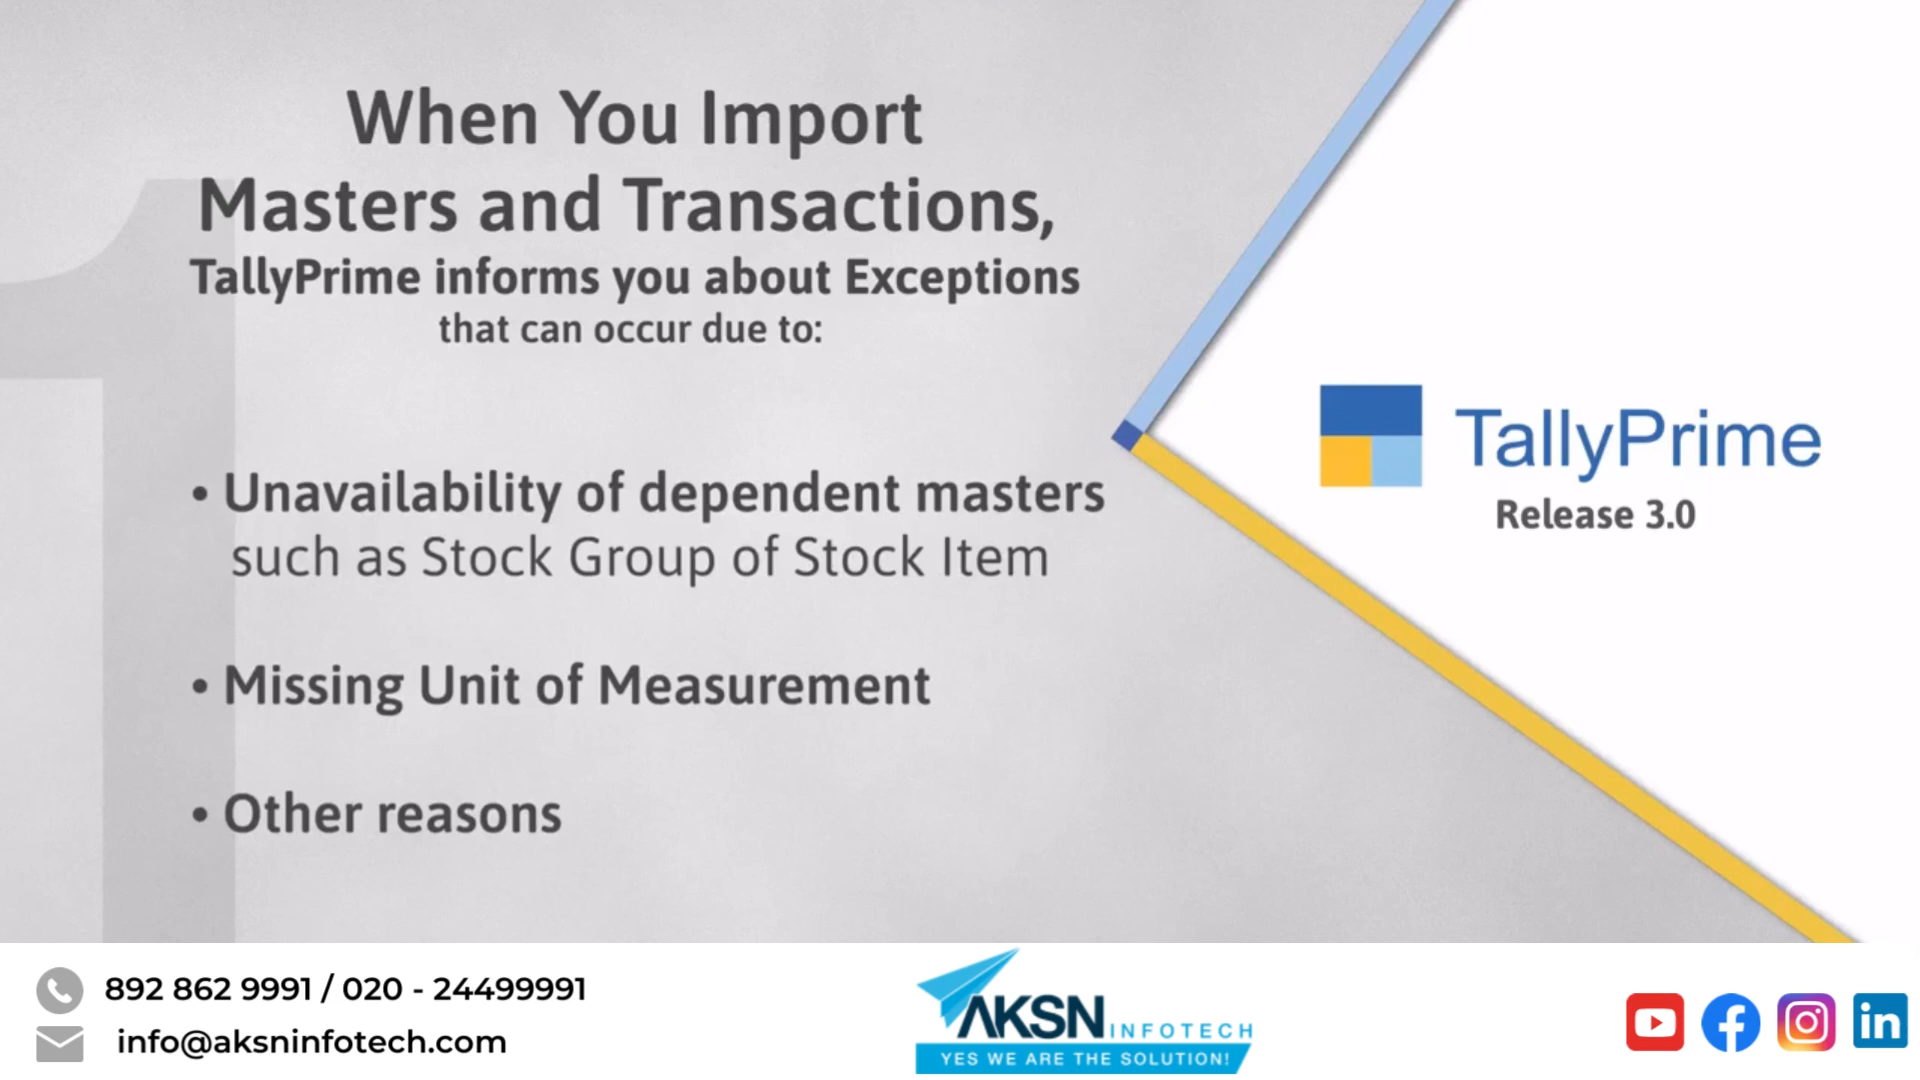 When You Import
Masters and Transactions,
TallyPrime informs you about Exceptions
that can occur due to:
• Unavailability of dependent masters
such as Stock Group of Stock Item
• Missing Unit of Measurement
• Other reasons
TallyPrime
Release 3.0
1
892 862 9991 / 020 - 24499991
info@aksninfotech.com
AKSN INFOTECH
YES WE ARE THE SOLUTION!
in